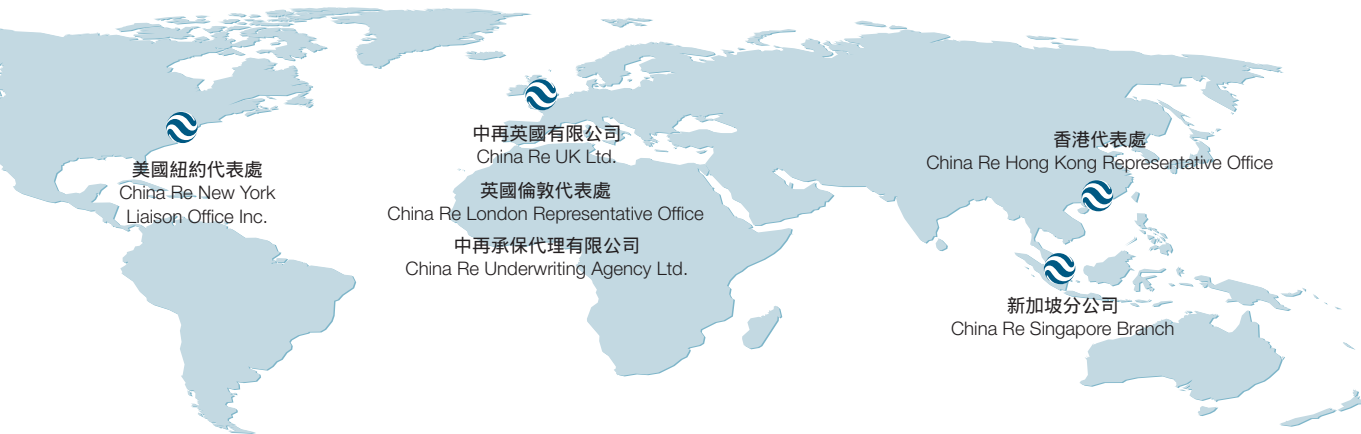 美國紐約代表處
China Re New York
Liaison Office Inc.
中再英國有限公司
China Re UK Ltd.
英國倫敦代表處
China Re London Representative Office
中再承保代理有限公司
China Re Underwriting Agency Ltd.
香港代表處
China Re Hong Kong Representative Office
新加坡分公司
China Re Singapore Branch